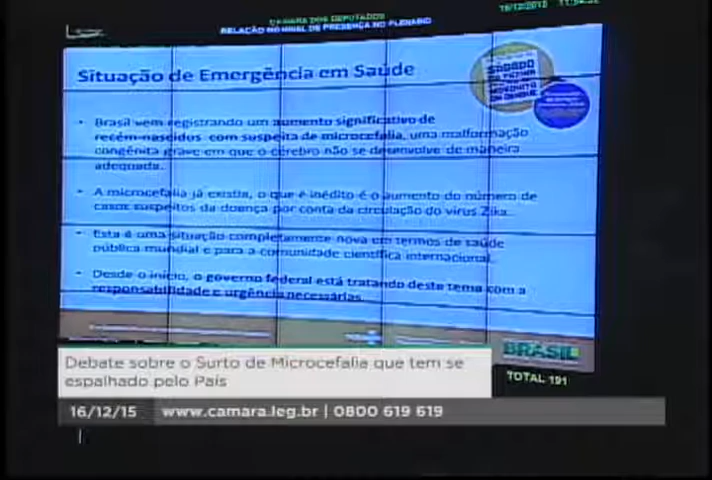 CÂMARA DOS DEPUTADOS
16/12/2015
RELAÇÃO NOMINAL DE PRESENÇA NO PLENÁRIO
Situação de Emergência em Saúde
SÁBADO
• Brasil vem registrando um aumento significativo de
recém-nascidos com suspeita de microcefalia, uma malformação
congênita grave em que o cérebro não se desenvolve de maneira
adequada.
• A microcefalia já existia, o que é inédito é o aumento do número de
casos suspeitos da doença por conta da circulação do vírus Zika.
• Esta é uma situação completamente nova em termos de saúde
pública mundial e para a comunidade científica internacional.
• Desde o início, o governo federal está tratando deste tema com a
responsabilidade e urgência necessárias.
BRASIL
TOTAL 191
Debate sobre o Surto de Microcefalia que tem se
espalhado pelo País
16/12/15 www.camara.leg.br | 0800 619 619